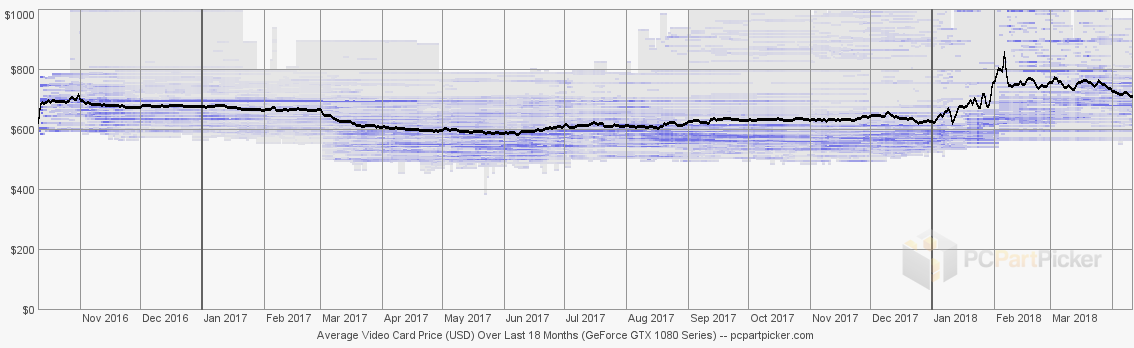 $1000
$800
$600
$400
$200
$0
PCPartPicker
Nov 2016 Dec 2016 Jan 2017 Feb 2017 Mar 2017 Apr 2017 May 2017 Jun 2017 Jul 2017 Aug 2017 Sep 2017 Oct 2017 Nov 2017 Dec 2017 Jan 2018 Feb 2018 Mar 2018
Average Video Card Price (USD) Over Last 18 Months (GeForce GTX 1080 Series) -- pcpartpicker.com